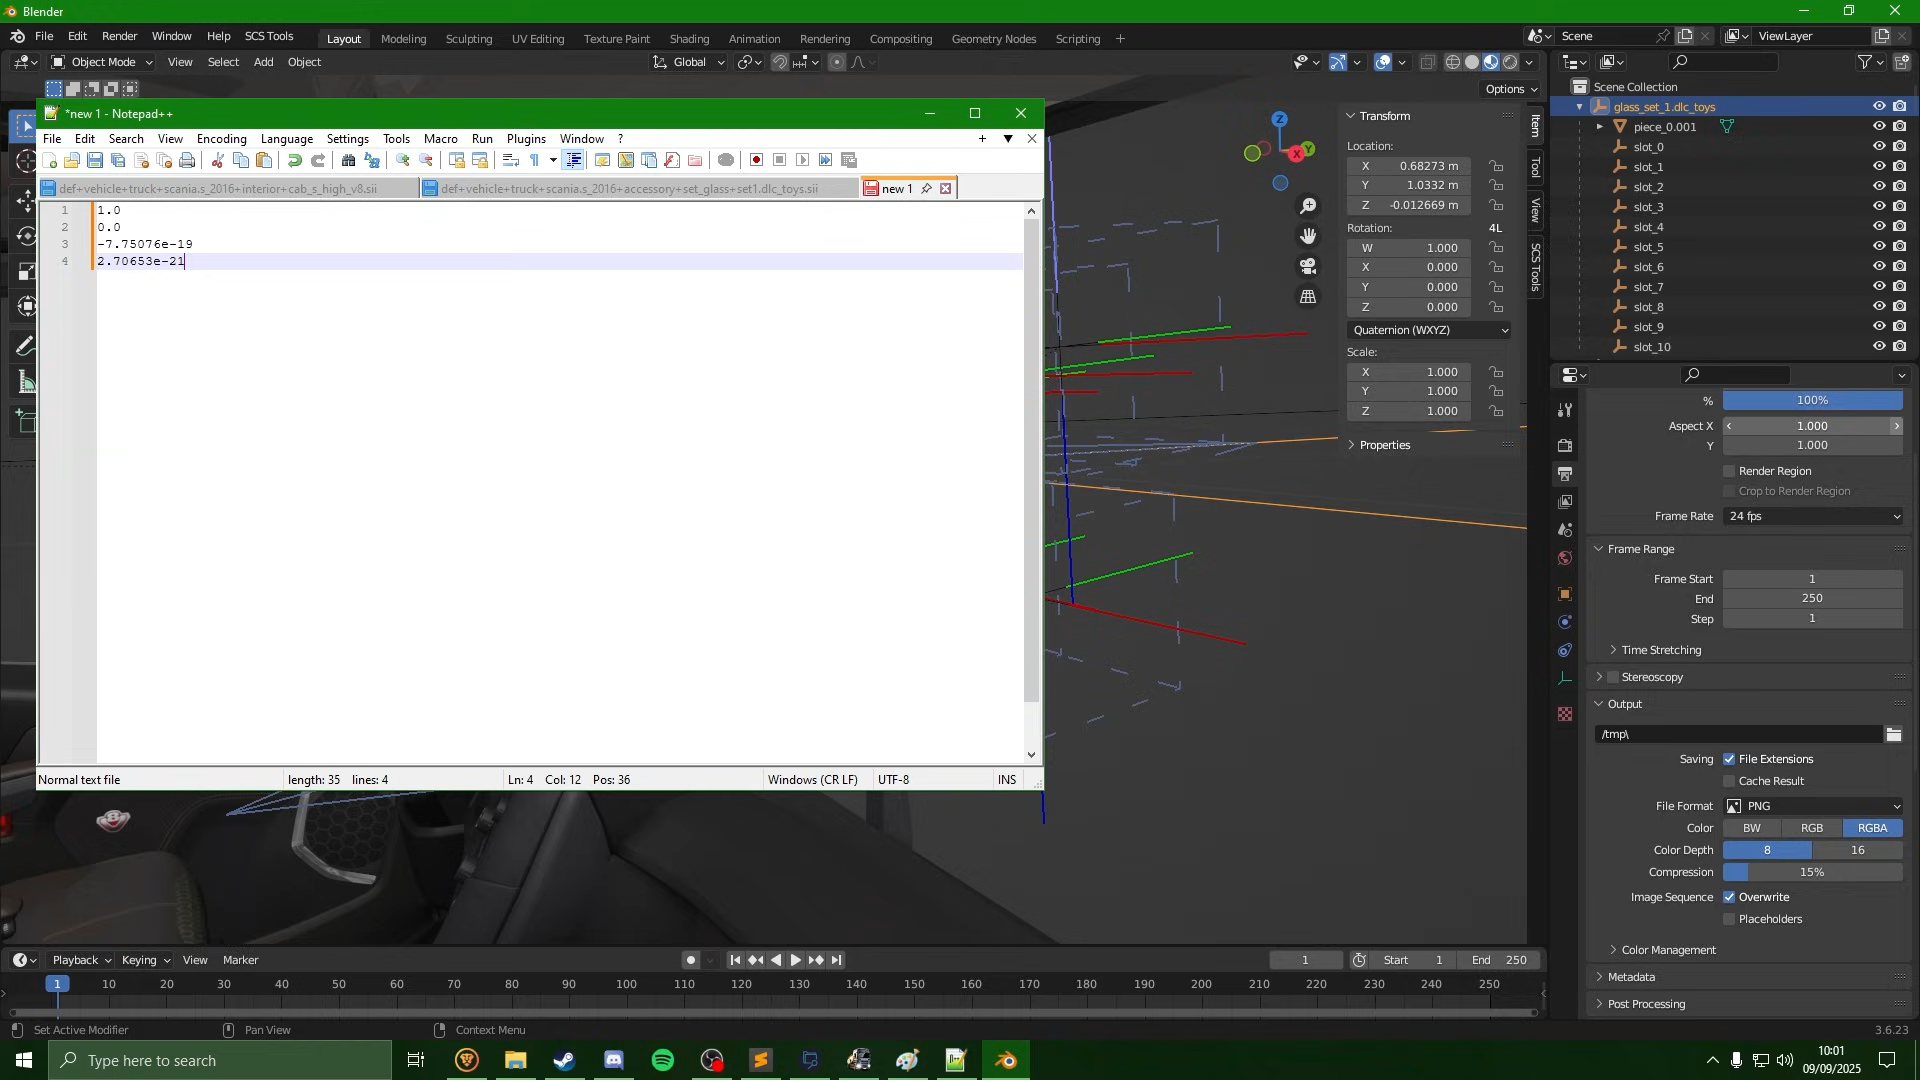 Blender
File Edit Render Window Help SCS Tools Layout Modeling Sculpting UV Editing Texture Paint Shading Animation Rendering Compositing Geometry Nodes Scripting + Scene ViewLayer
Object Mode View Select Add Object Global
Options
*new 1 - Notepad++
File Edit Search View Encoding Language Settings Tools Macro Run Plugins Window ?
def+vehicle+truck+scania.s_2016+interior+cab_s_high_v8.sii def+vehicle+truck+scania.s_2016+accessory+set_glass+set1.dlc_toys.sii new 1
1 1.0
2 0.0
3 -7.75076e-19
4 2.70653e-21
Normal text file length: 35 lines: 4 Ln: 4 Col: 12 Pos: 36 Windows (CR LF) UTF-8 INS
Z
X
Y
Transform
Location:
X 0.68273 m
Y 1.0332 m
Z -0.012669 m
Rotation: 4L
W 1.000
X 0.000
Y 0.000
Z 0.000
Quaternion (WXYZ)
Scale:
X 1.000
Y 1.000
Z 1.000
Properties
Item
Tool
View
SCS Tools
Scene Collection
glass_set_1.dlc_toys
piece_0.001
slot_0
slot_1
slot_2
slot_3
slot_4
slot_5
slot_6
slot_7
slot_8
slot_9
slot_10
% 100%
Aspect X 1.000
Y 1.000
Render Region
Crop to Render Region
Frame Rate 24 fps
Frame Range
Frame Start 1
End 250
Step 1
Time Stretching
Stereoscopy
Output
/tmp\
Saving File Extensions
Cache Result
File Format PNG
Color BW RGB RGBA
Color Depth 8 16
Compression 15%
Image Sequence Overwrite
Placeholders
Color Management
Metadata
Post Processing
Playback Keying View Marker 1 Start 1 End 250
1 10 20 30 40 50 60 70 80 90 100 110 120 130 140 150 160 170 180 190 200 210 220 230 240 250
Set Active Modifier Pan View Context Menu 3.6.23
Type here to search 10:01
09/09/2025